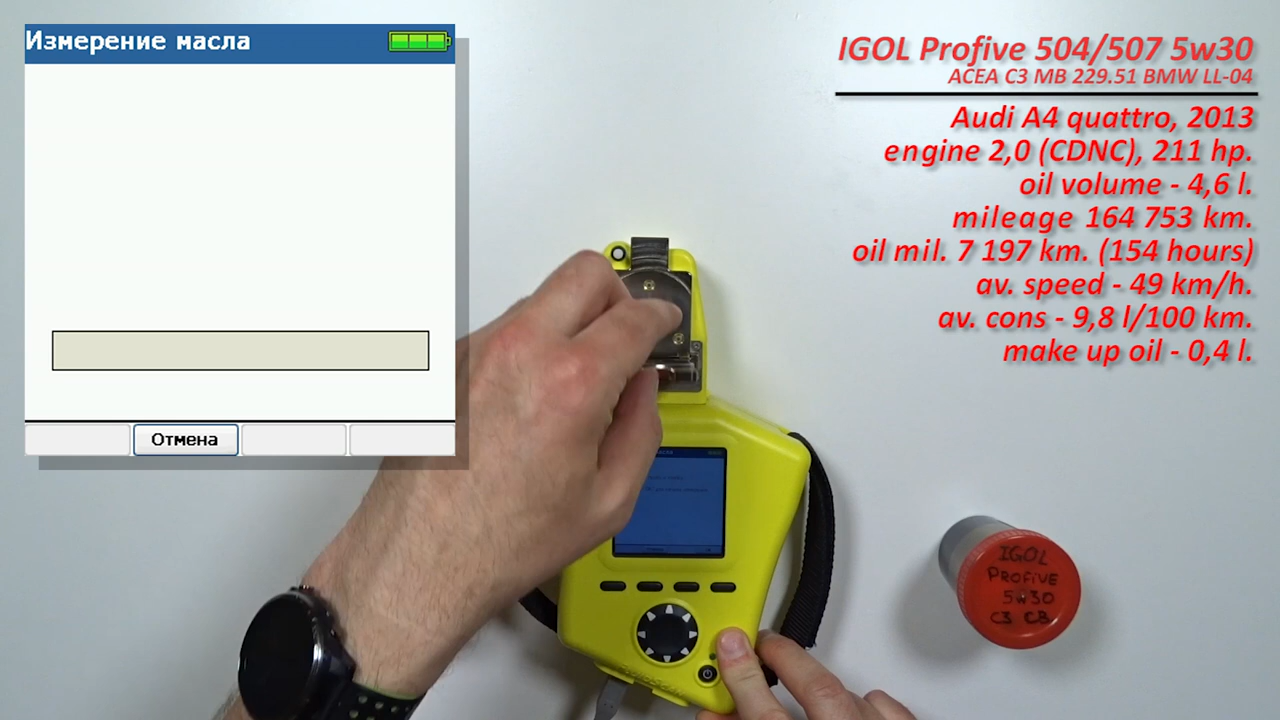 Измерение масла
Отмена
IGOL Profive 504/507 5w30
ACEA C3 MB 229.51 BMW LL-04
Audi A4 quattro, 2013
engine 2,0 (CDNC), 211 hp.
oil volume - 4,6 l.
mileage 164 753 km.
oil mil. 7 197 km. (154 hours)
av. speed - 49 km/h.
av. cons - 9,8 l/100 km.
make up oil - 0,4 l.
IGOL
PROFIVE
5W30
C3 СВ